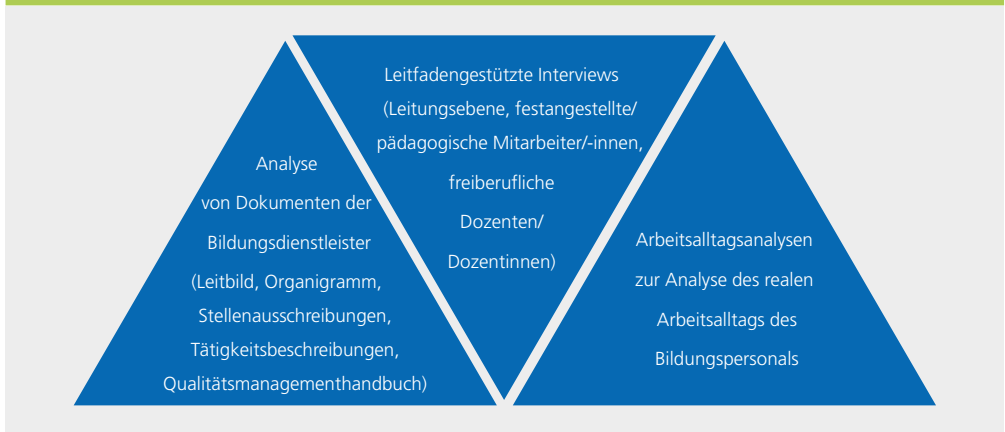 Analyse
von Dokumenten der
Bildungsdienstleister
(Leitbild, Organigramm,
Stellenausschreibungen,
Tätigkeitsbeschreibungen,
Qualitätsmanagementhandbuch)
Leitfadengestützte Interviews
(Leitungsebene, festangestellte/
pädagogische Mitarbeiter/-innen,
freiberufliche
Dozenten/
Dozentinnen)
Arbeitsalltagsanalysen
zur Analyse des realen
Arbeitsalltags des
Bildungspersonals